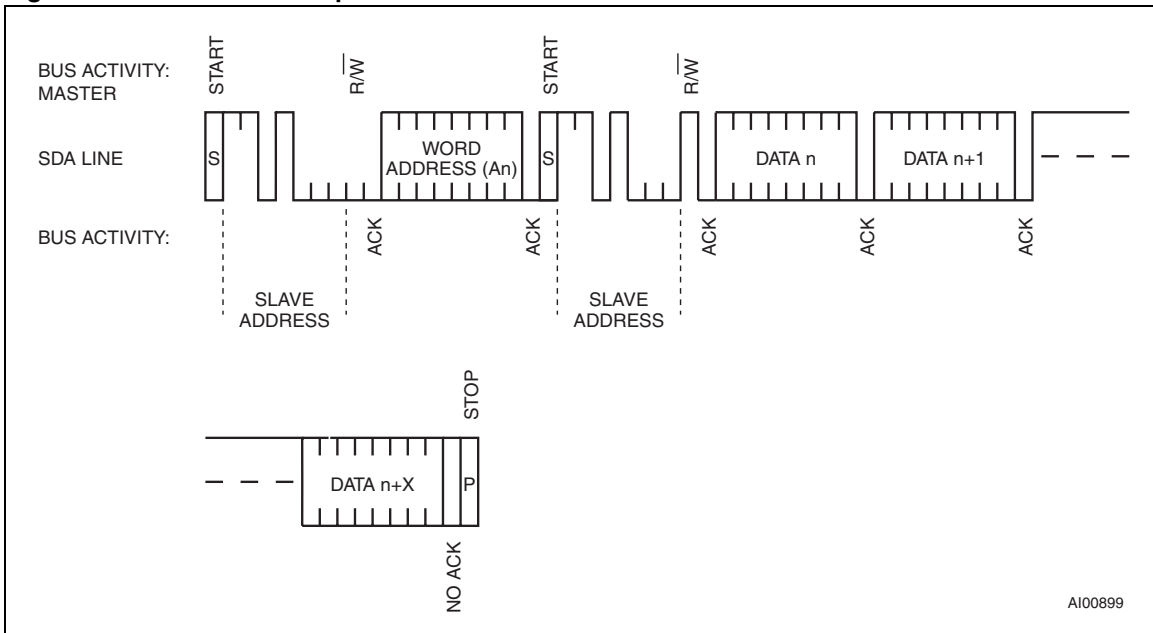 START
R/W
START
R/W
BUS ACTIVITY:
MASTER
SDA LINE
S
WORD
ADDRESS (An)
S
DATA n
DATA n+1
BUS ACTIVITY:
ACK
ACK
ACK
ACK
ACK
SLAVE
ADDRESS
SLAVE
ADDRESS
STOP
DATA n+X
P
NO ACK
AI00899